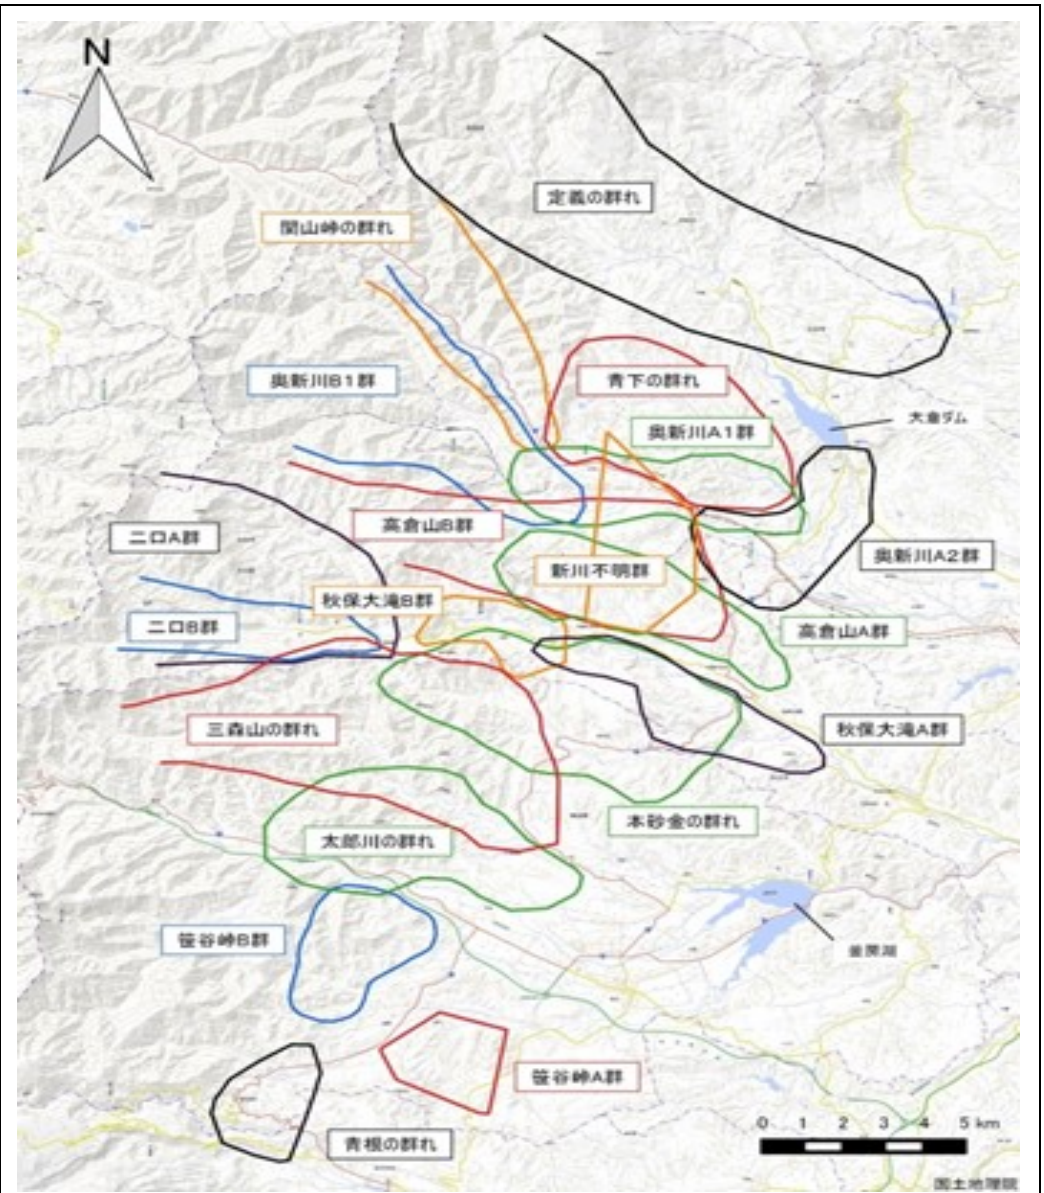 N
定義の群れ
関山峠の群れ
奥新川B1群
青下の群れ
大倉ダム
奥新川A1群
高倉山B群
二口A群
奥新川A2群
新川不明群
秋保大滝B群
二口B群
高倉山A群
三森山の群れ
秋保大滝A群
本砂金の群れ
太郎川の群れ
笹谷峠B群
釜房湖
笹谷峠A群
青根の群れ
0 1 2 3 4 5 km
国土地理院